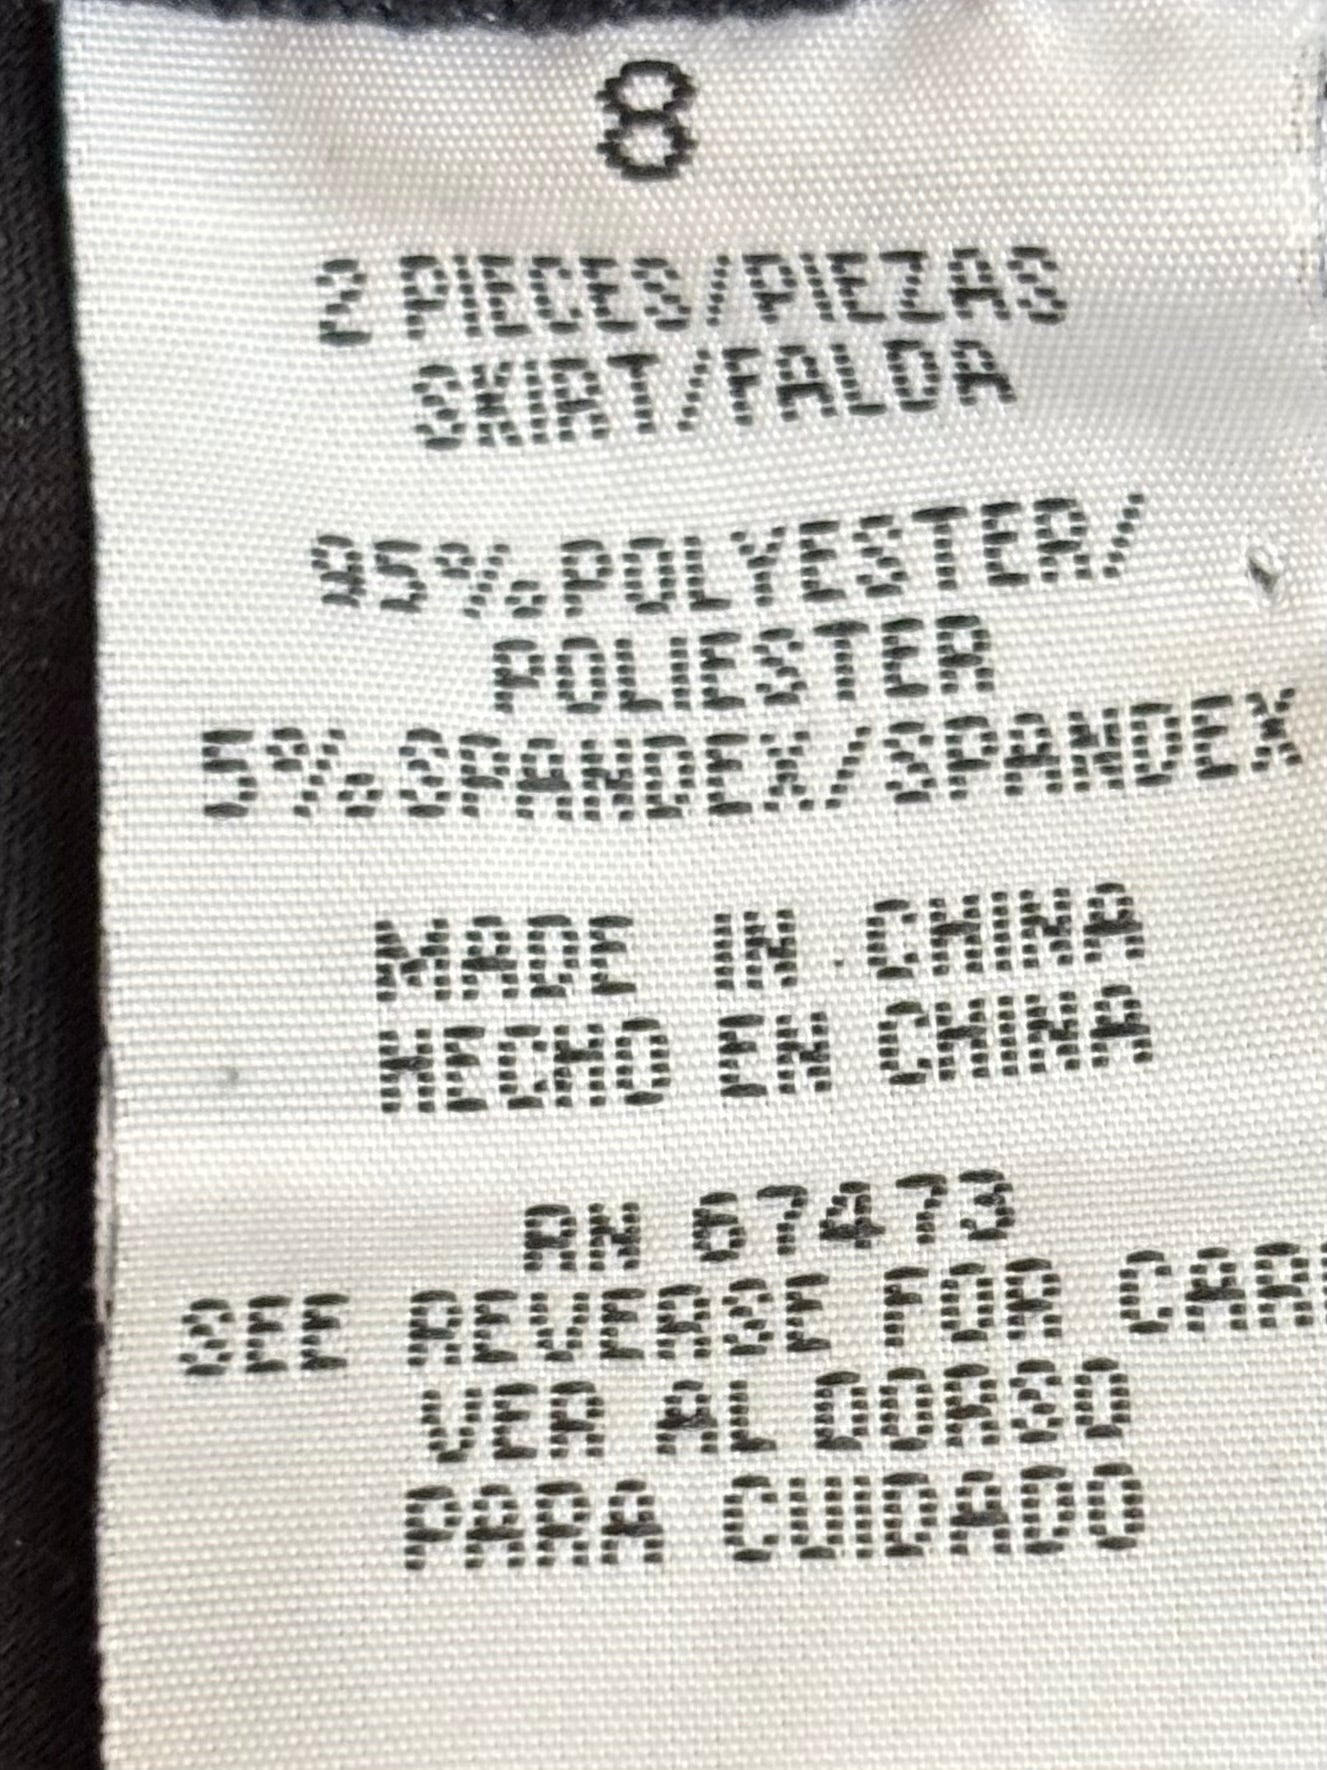 8
2 PIECES/PIEZAS
SKIRT/FALDA
95% POLYESTER/
POLIESTER
5% SPANDEX/SPANDEX
MADE IN CHINA
HECHO EN CHINA
RN 67473
SEE REVERSE FOR
VER AL DORSO
PARA CUIDADO